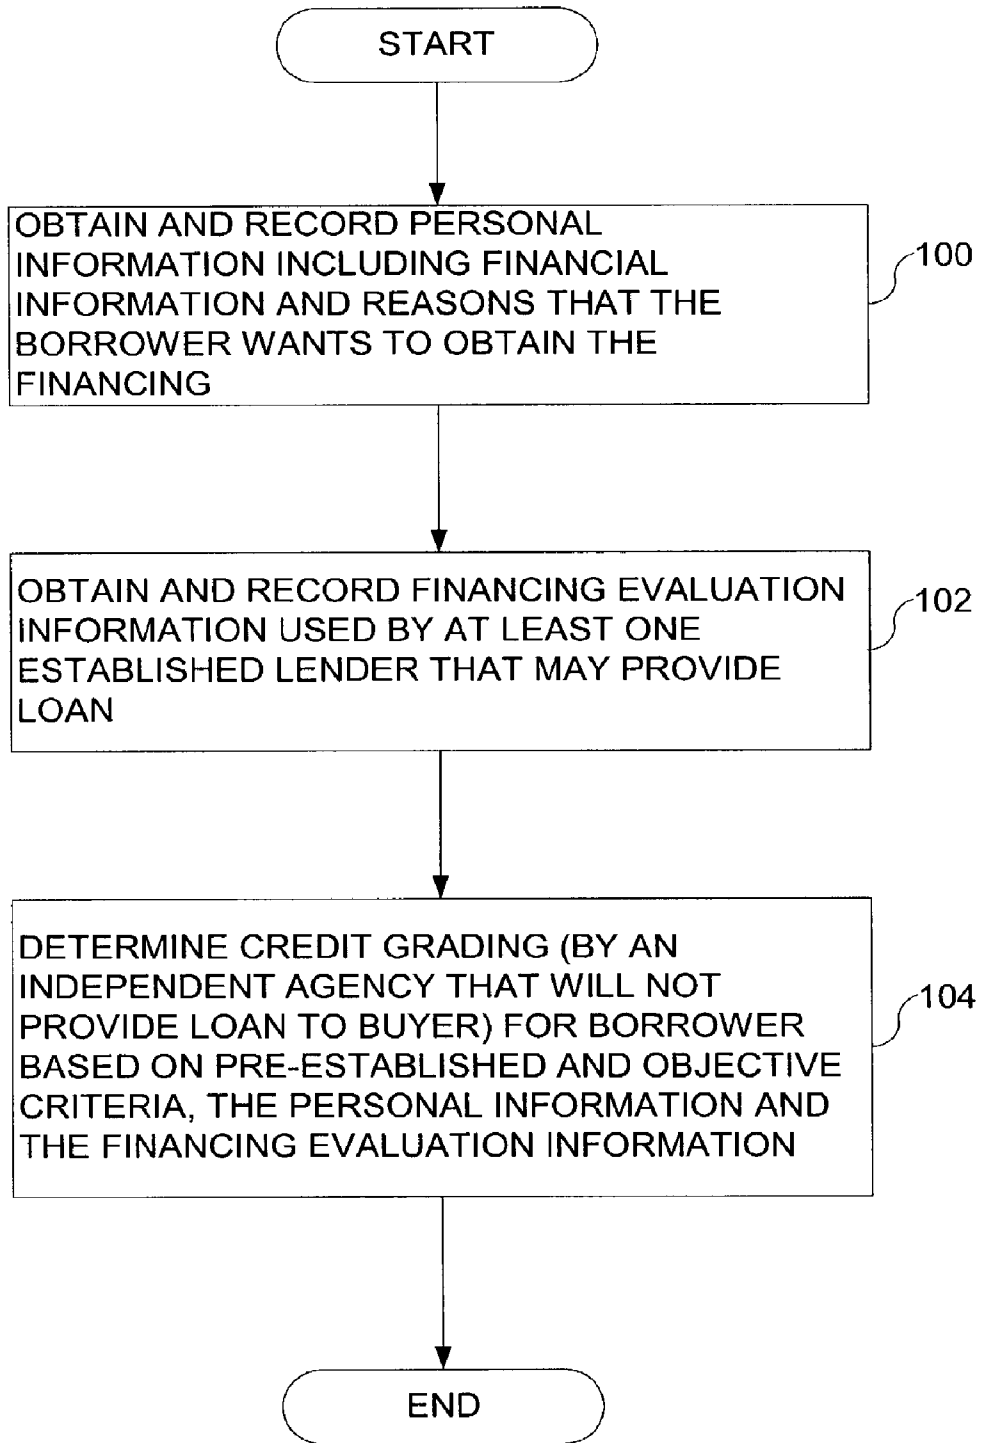 START
OBTAIN AND RECORD PERSONAL
INFORMATION INCLUDING FINANCIAL
INFORMATION AND REASONS THAT THE
BORROWER WANTS TO OBTAIN THE
FINANCING
100
OBTAIN AND RECORD FINANCING EVALUATION
INFORMATION USED BY AT LEAST ONE
ESTABLISHED LENDER THAT MAY PROVIDE
LOAN
102
DETERMINE CREDIT GRADING (BY AN
INDEPENDENT AGENCY THAT WILL NOT
PROVIDE LOAN TO BUYER) FOR BORROWER
BASED ON PRE-ESTABLISHED AND OBJECTIVE
CRITERIA, THE PERSONAL INFORMATION AND
THE FINANCING EVALUATION INFORMATION
104
END